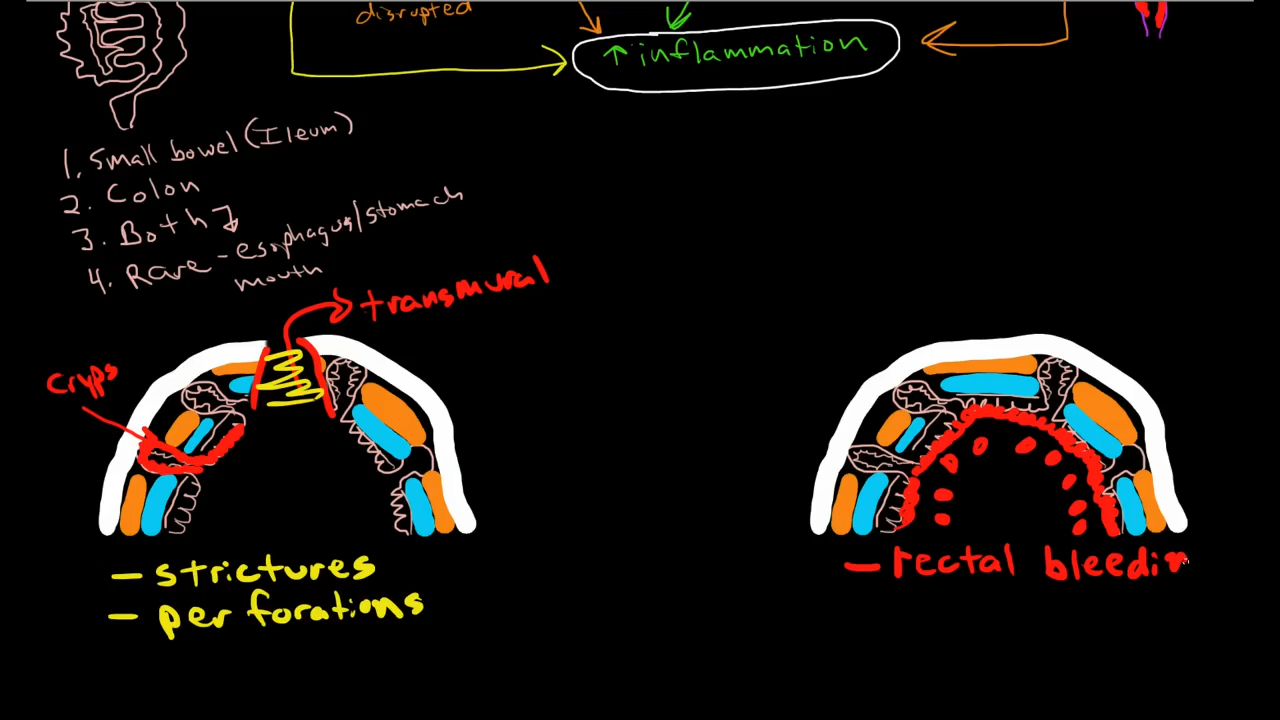 disrupted
↑ inflammation
1. Small bowel (Ileum)
2. Colon
3. Both
4. Rare - esophagus/stomach
mouth
transmural
Cryps
- strictures
- perforations
- rectal bleedin